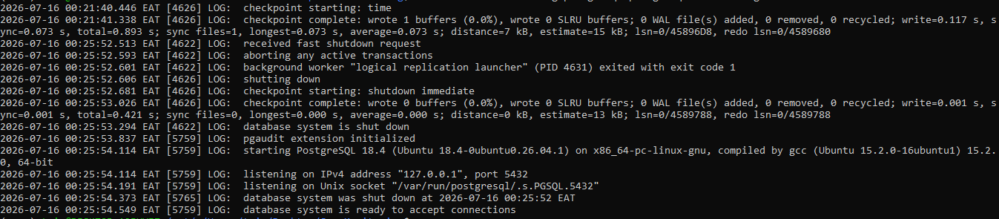 2026-07-16 00:21:40.446 EAT [4626] LOG:  checkpoint starting: time
2026-07-16 00:21:41.338 EAT [4626] LOG:  checkpoint complete: wrote 1 buffers (0.0%), wrote 0 SLRU buffers; 0 WAL file(s) added, 0 removed, 0 recycled; write=0.117 s, s
ync=0.073 s, total=0.893 s; sync files=1, longest=0.073 s, average=0.073 s; distance=7 kB, estimate=15 kB; lsn=0/45896D8, redo lsn=0/4589680
2026-07-16 00:25:52.513 EAT [4622] LOG:  received fast shutdown request
2026-07-16 00:25:52.593 EAT [4622] LOG:  aborting any active transactions
2026-07-16 00:25:52.601 EAT [4622] LOG:  background worker "logical replication launcher" (PID 4631) exited with exit code 1
2026-07-16 00:25:52.606 EAT [4626] LOG:  shutting down
2026-07-16 00:25:52.681 EAT [4626] LOG:  checkpoint starting: shutdown immediate
2026-07-16 00:25:53.026 EAT [4626] LOG:  checkpoint complete: wrote 0 buffers (0.0%), wrote 0 SLRU buffers; 0 WAL file(s) added, 0 removed, 0 recycled; write=0.001 s, s
ync=0.001 s, total=0.421 s; sync files=0, longest=0.000 s, average=0.000 s; distance=0 kB, estimate=13 kB; lsn=0/4589788, redo lsn=0/4589788
2026-07-16 00:25:53.294 EAT [4622] LOG:  database system is shut down
2026-07-16 00:25:53.837 EAT [5759] LOG:  pgaudit extension initialized
2026-07-16 00:25:54.114 EAT [5759] LOG:  starting PostgreSQL 18.4 (Ubuntu 18.4-0ubuntu0.26.04.1) on x86_64-pc-linux-gnu, compiled by gcc (Ubuntu 15.2.0-16ubuntu1) 15.2.
0, 64-bit
2026-07-16 00:25:54.114 EAT [5759] LOG:  listening on IPv4 address "127.0.0.1", port 5432
2026-07-16 00:25:54.191 EAT [5759] LOG:  listening on Unix socket "/var/run/postgresql/.s.PGSQL.5432"
2026-07-16 00:25:54.373 EAT [5765] LOG:  database system was shut down at 2026-07-16 00:25:52 EAT
2026-07-16 00:25:54.549 EAT [5759] LOG:  database system is ready to accept connections